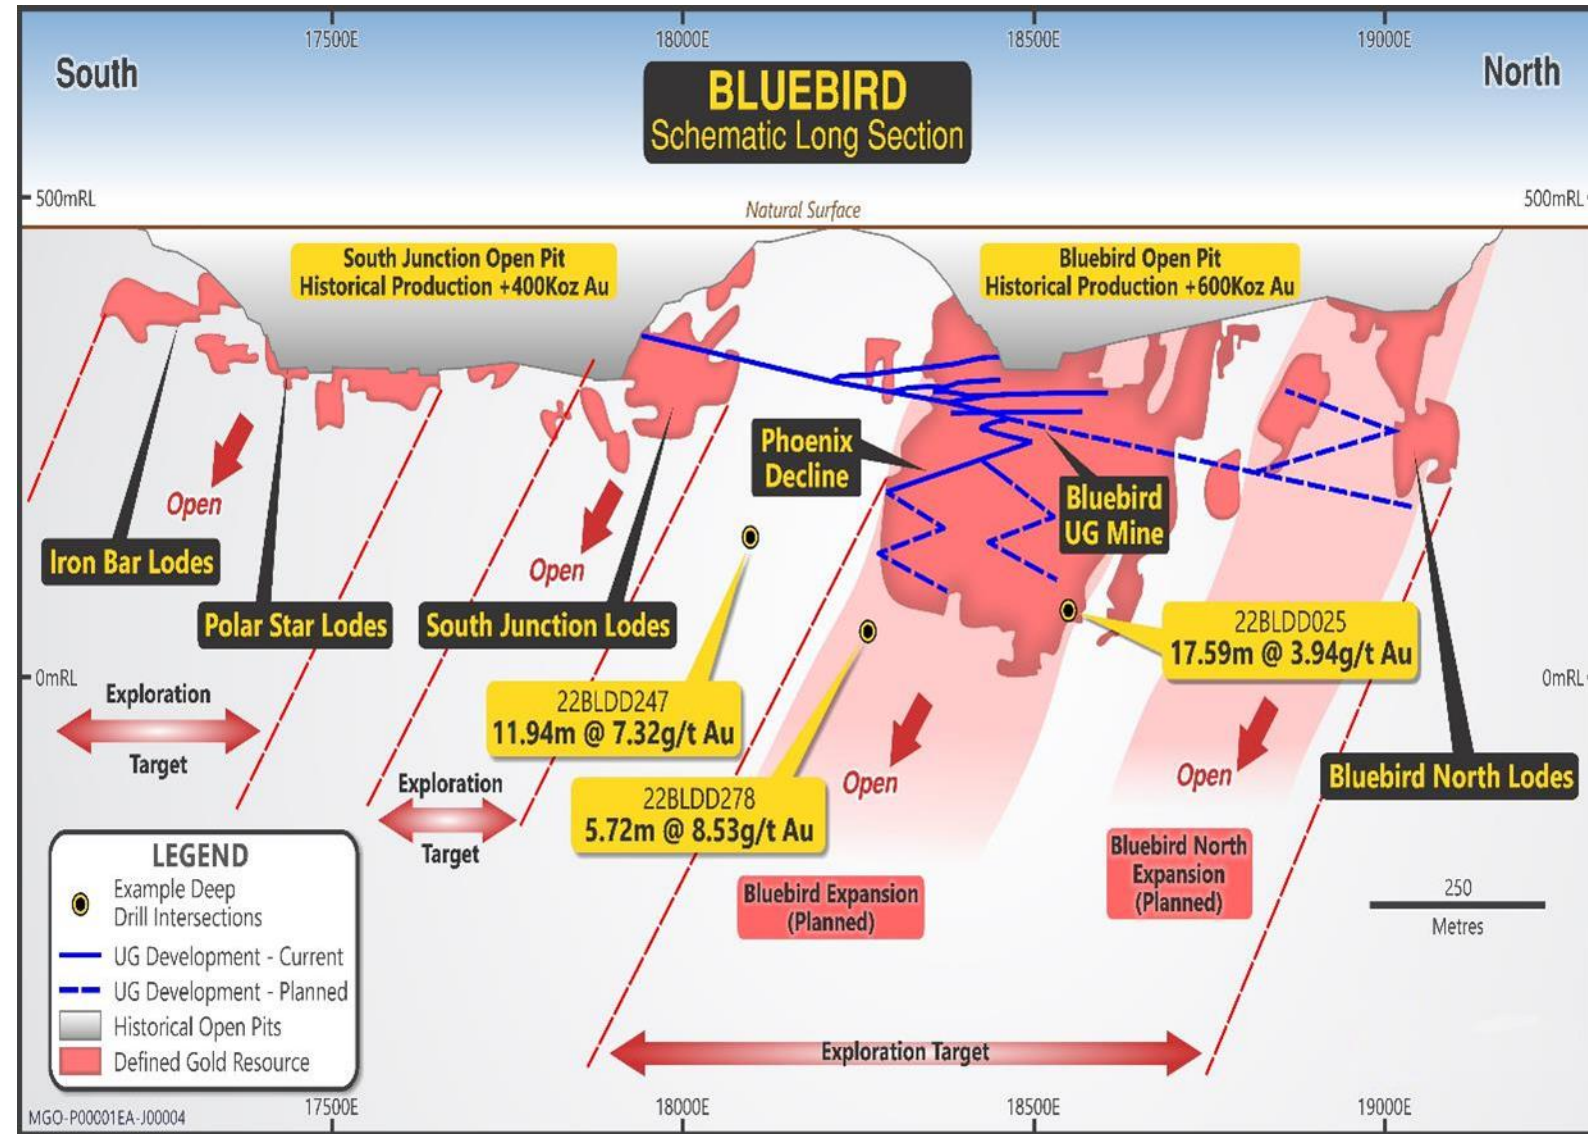 17500E
18000E
18500E
19000E
South
North
BLUEBIRD
Schematic Long Section
500mRL
500mRL
Natural Surface
South Junction Open Pit
Historical Production +400Koz Au
Bluebird Open Pit
Historical Production +600Koz Au
Phoenix
Decline
Bluebird
UG Mine
Open
Iron Bar Lodes
Open
Polar Star Lodes
South Junction Lodes
22BLDD025
17.59m @ 3.94g/t Au
0mRL
0mRL
Exploration
Target
22BLDD247
11.94m @ 7.32g/t Au
Exploration
Target
22BLDD278
5.72m @ 8.53g/t Au
Open
Open
Bluebird North Lodes
Bluebird Expansion
(Planned)
Bluebird North
Expansion
(Planned)
250
Metres
LEGEND
Example Deep
Drill Intersections
UG Development - Current
UG Development - Planned
Historical Open Pits
Defined Gold Resource
Exploration Target
MGO-P00001EA-J00004
17500E
18000E
18500E
19000E